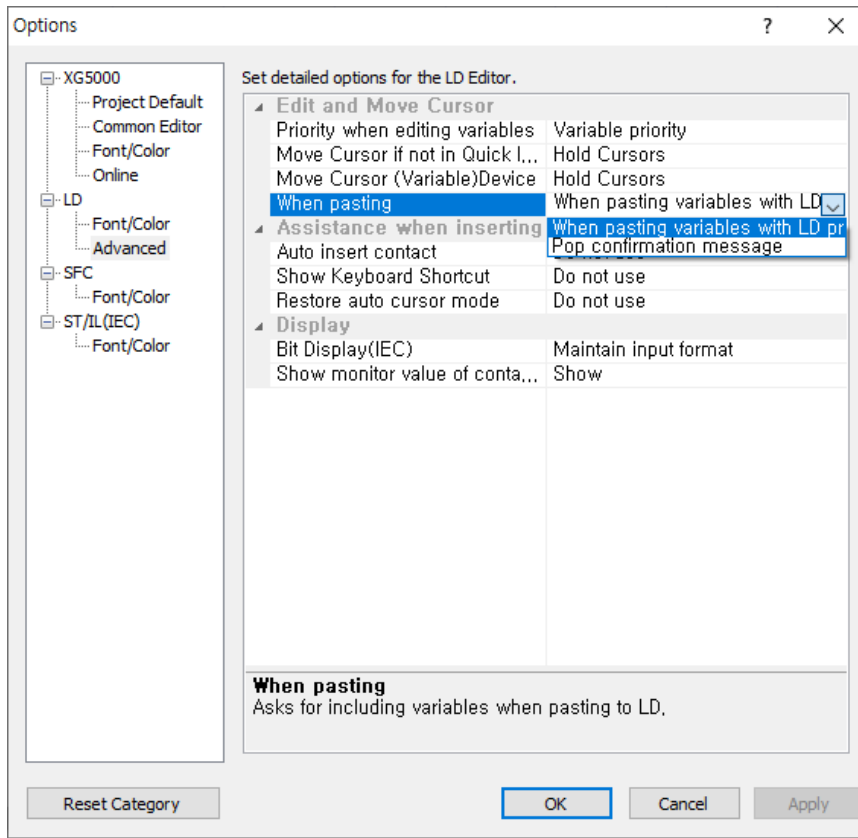 Options
?
XG5000
Project Default
Common Editor
Font/Color
Online
LD
Font/Color
Advanced
SFC
Font/Color
ST/IL(IEC)
Font/Color
Set detailed options for the LD Editor.
Edit and Move Cursor
Priority when editing variables Variable priority
Move Cursor if not in Quick I... Hold Cursors
Move Cursor (Variable)Device Hold Cursors
When pasting When pasting variables with LD
Assistance when inserting When pasting variables with LD pr
Pop confirmation message
Auto insert contact
Show Keyboard Shortcut Do not use
Restore auto cursor mode Do not use
Display
Bit Display(IEC) Maintain input format
Show monitor value of conta... Show
When pasting
Asks for including variables when pasting to LD.
Reset Category
OK
Cancel
Apply